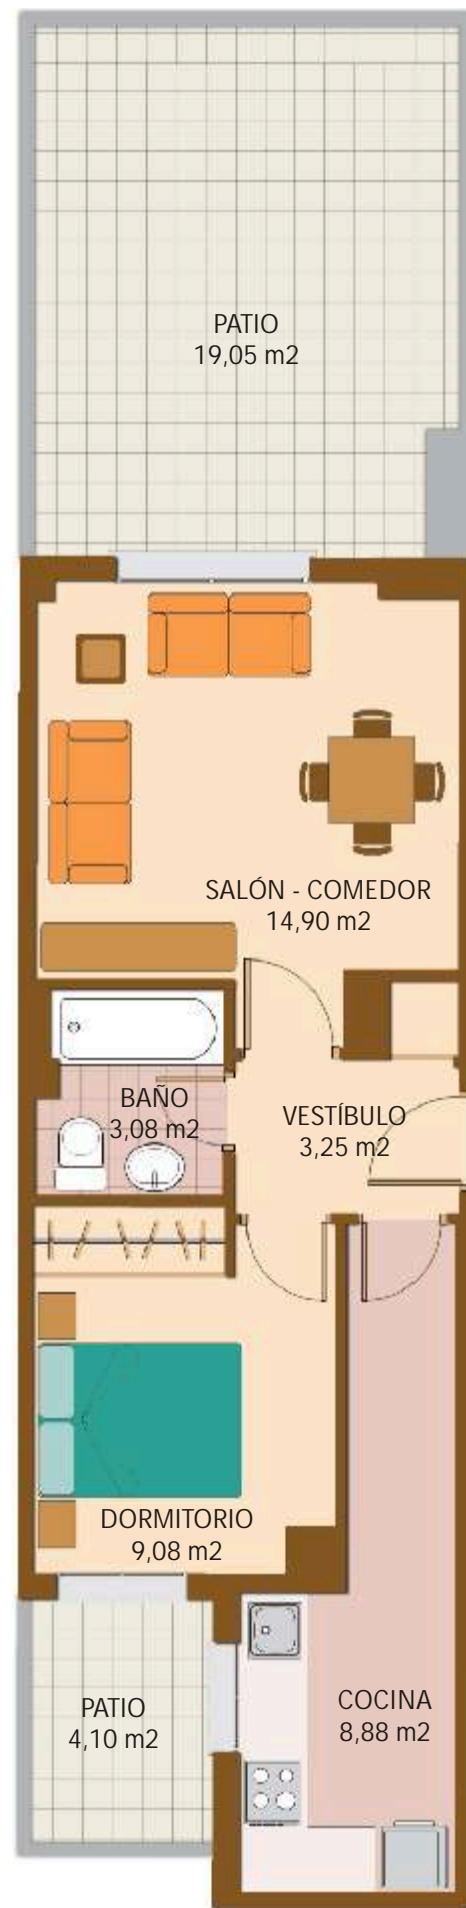 PATIO
19,05 m2
SALÓN - COMEDOR
14,90 m2
BAÑO
3,08 m2
VESTÍBULO
3,25 m2
DORMITORIO
9,08 m2
PATIO
4,10 m2
COCINA
8,88 m2